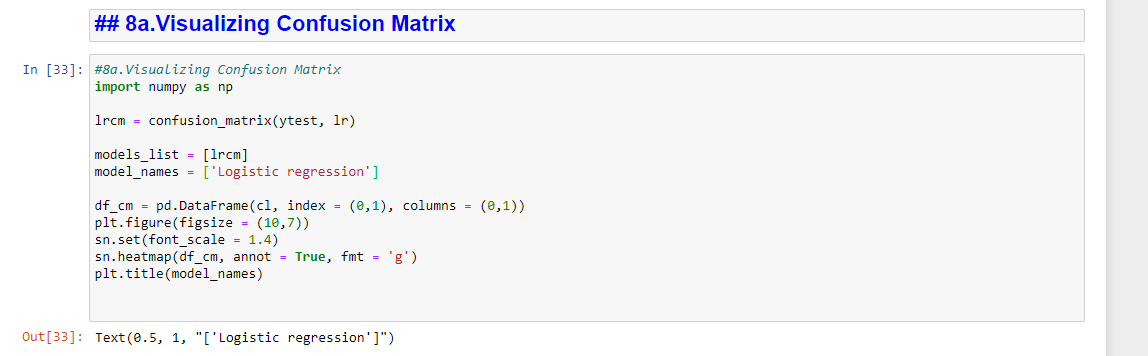 ## 8a.Visualizing Confusion Matrix
In [33]: #8a.Visualizing Confusion Matrix
import numpy as np
lrcm = confusion_matrix(ytest, lr)
models_list = [lrcm]
model_names = ['Logistic regression']
df_cm = pd.DataFrame(cl, index = (0,1), columns = (0,1))
plt.figure(figsize = (10,7))
sn.set(font_scale = 1.4)
sn.heatmap(df_cm, annot = True, fmt = 'g')
plt.title(model_names)
Out[33]: Text(0.5, 1, "['Logistic regression']")